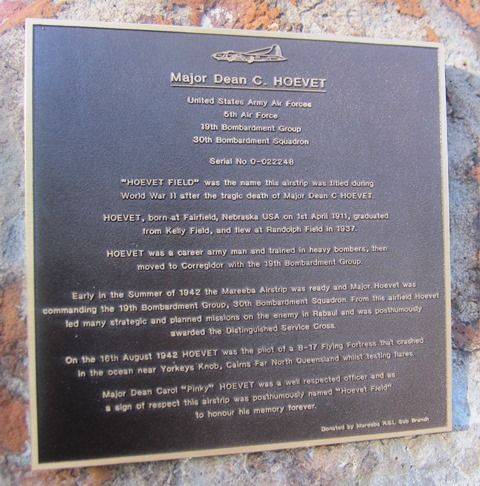 Major Dean C. HOEVET
United States Army Air Forces
5th Air Force
19th Bombardment Group
30th Bombardment Squadron
Serial No O-022248
"HOEVET FIELD" was the name this airstrip was titled during
World War II after the tragic death of Major Dean C HOEVET.
HOEVET, born at Fairfield, Nebraska USA on 1st April 1911, graduated
from Kelly Field, and flew at Randolph Field in 1937.
HOEVET was a career army man and trained in heavy bombers, then
moved to Corregidor with the 19th Bombardment Group.
Early in the Summer of 1942 the Mareeba Airstrip was ready and Major Hoevet was
commanding the 19th Bombardment Group, 30th Bombardment Squadron. From this airfield Hoevet
led many strategic and planned missions on the enemy in Rabaul and was posthumously
awarded the Distinguished Service Cross.
On the 16th August 1942 HOEVET was the pilot of a B-17 Flying Fortress that crashed
in the ocean near Yorkeys Knob, Cairns Far North Queensland whilst testing flares.
Major Dean Carol "Pinky" HOEVET was a well respected officer and as
a sign of respect this airstrip was posthumously named "Hoevet Field"
to honour his memory forever.
Donated by Mareeba R.S.L Sub Branch